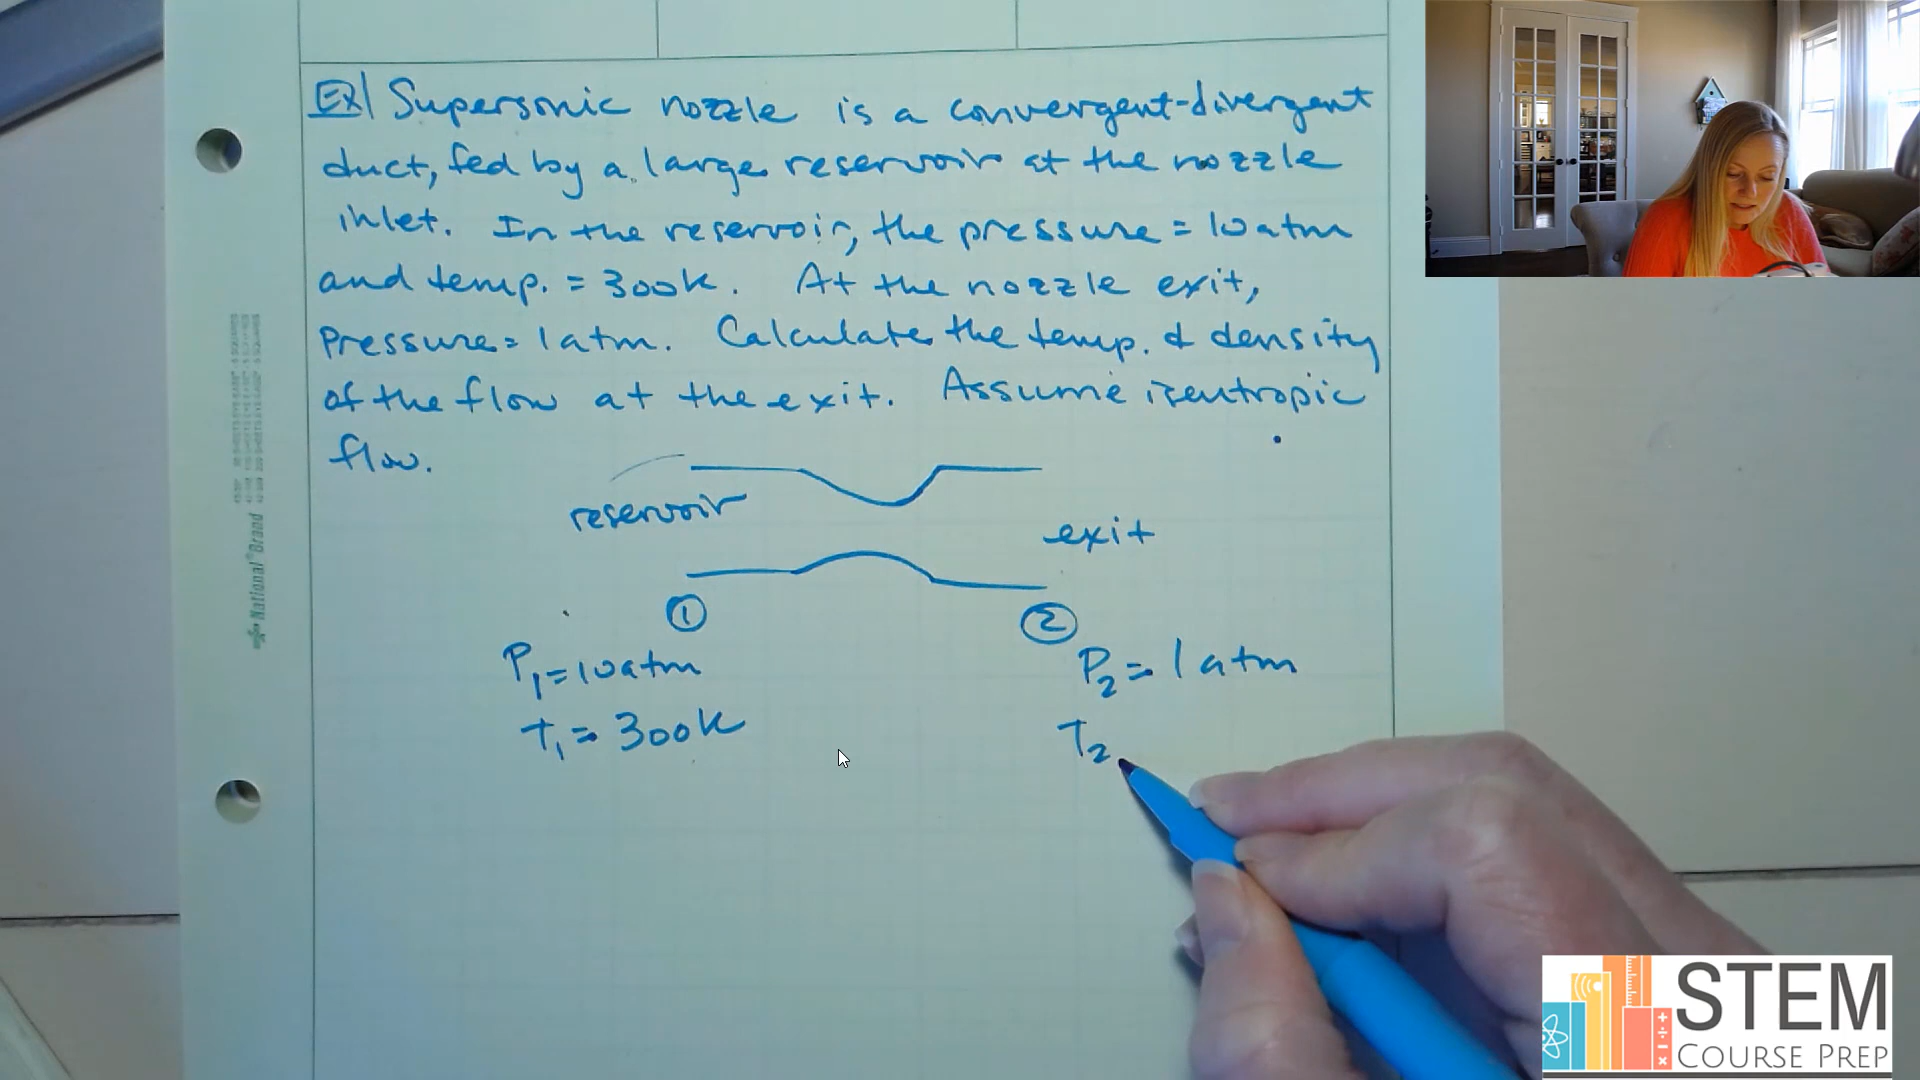 Ex| Supersonic nozzle is a convergent-divergent
duct, fed by a large reservoir at the nozzle
inlet. In the reservoir, the pressure = 10 atm
and temp. = 300K. At the nozzle exit,
pressure = 1 atm. Calculate the temp. & density
of the flow at the exit. Assume isentropic
flow.
reservoir
exit
① ②
P₁ = 10 atm P₂ = 1 atm
T₁ = 300K T₂
National® Brand
STEM
COURSE PREP